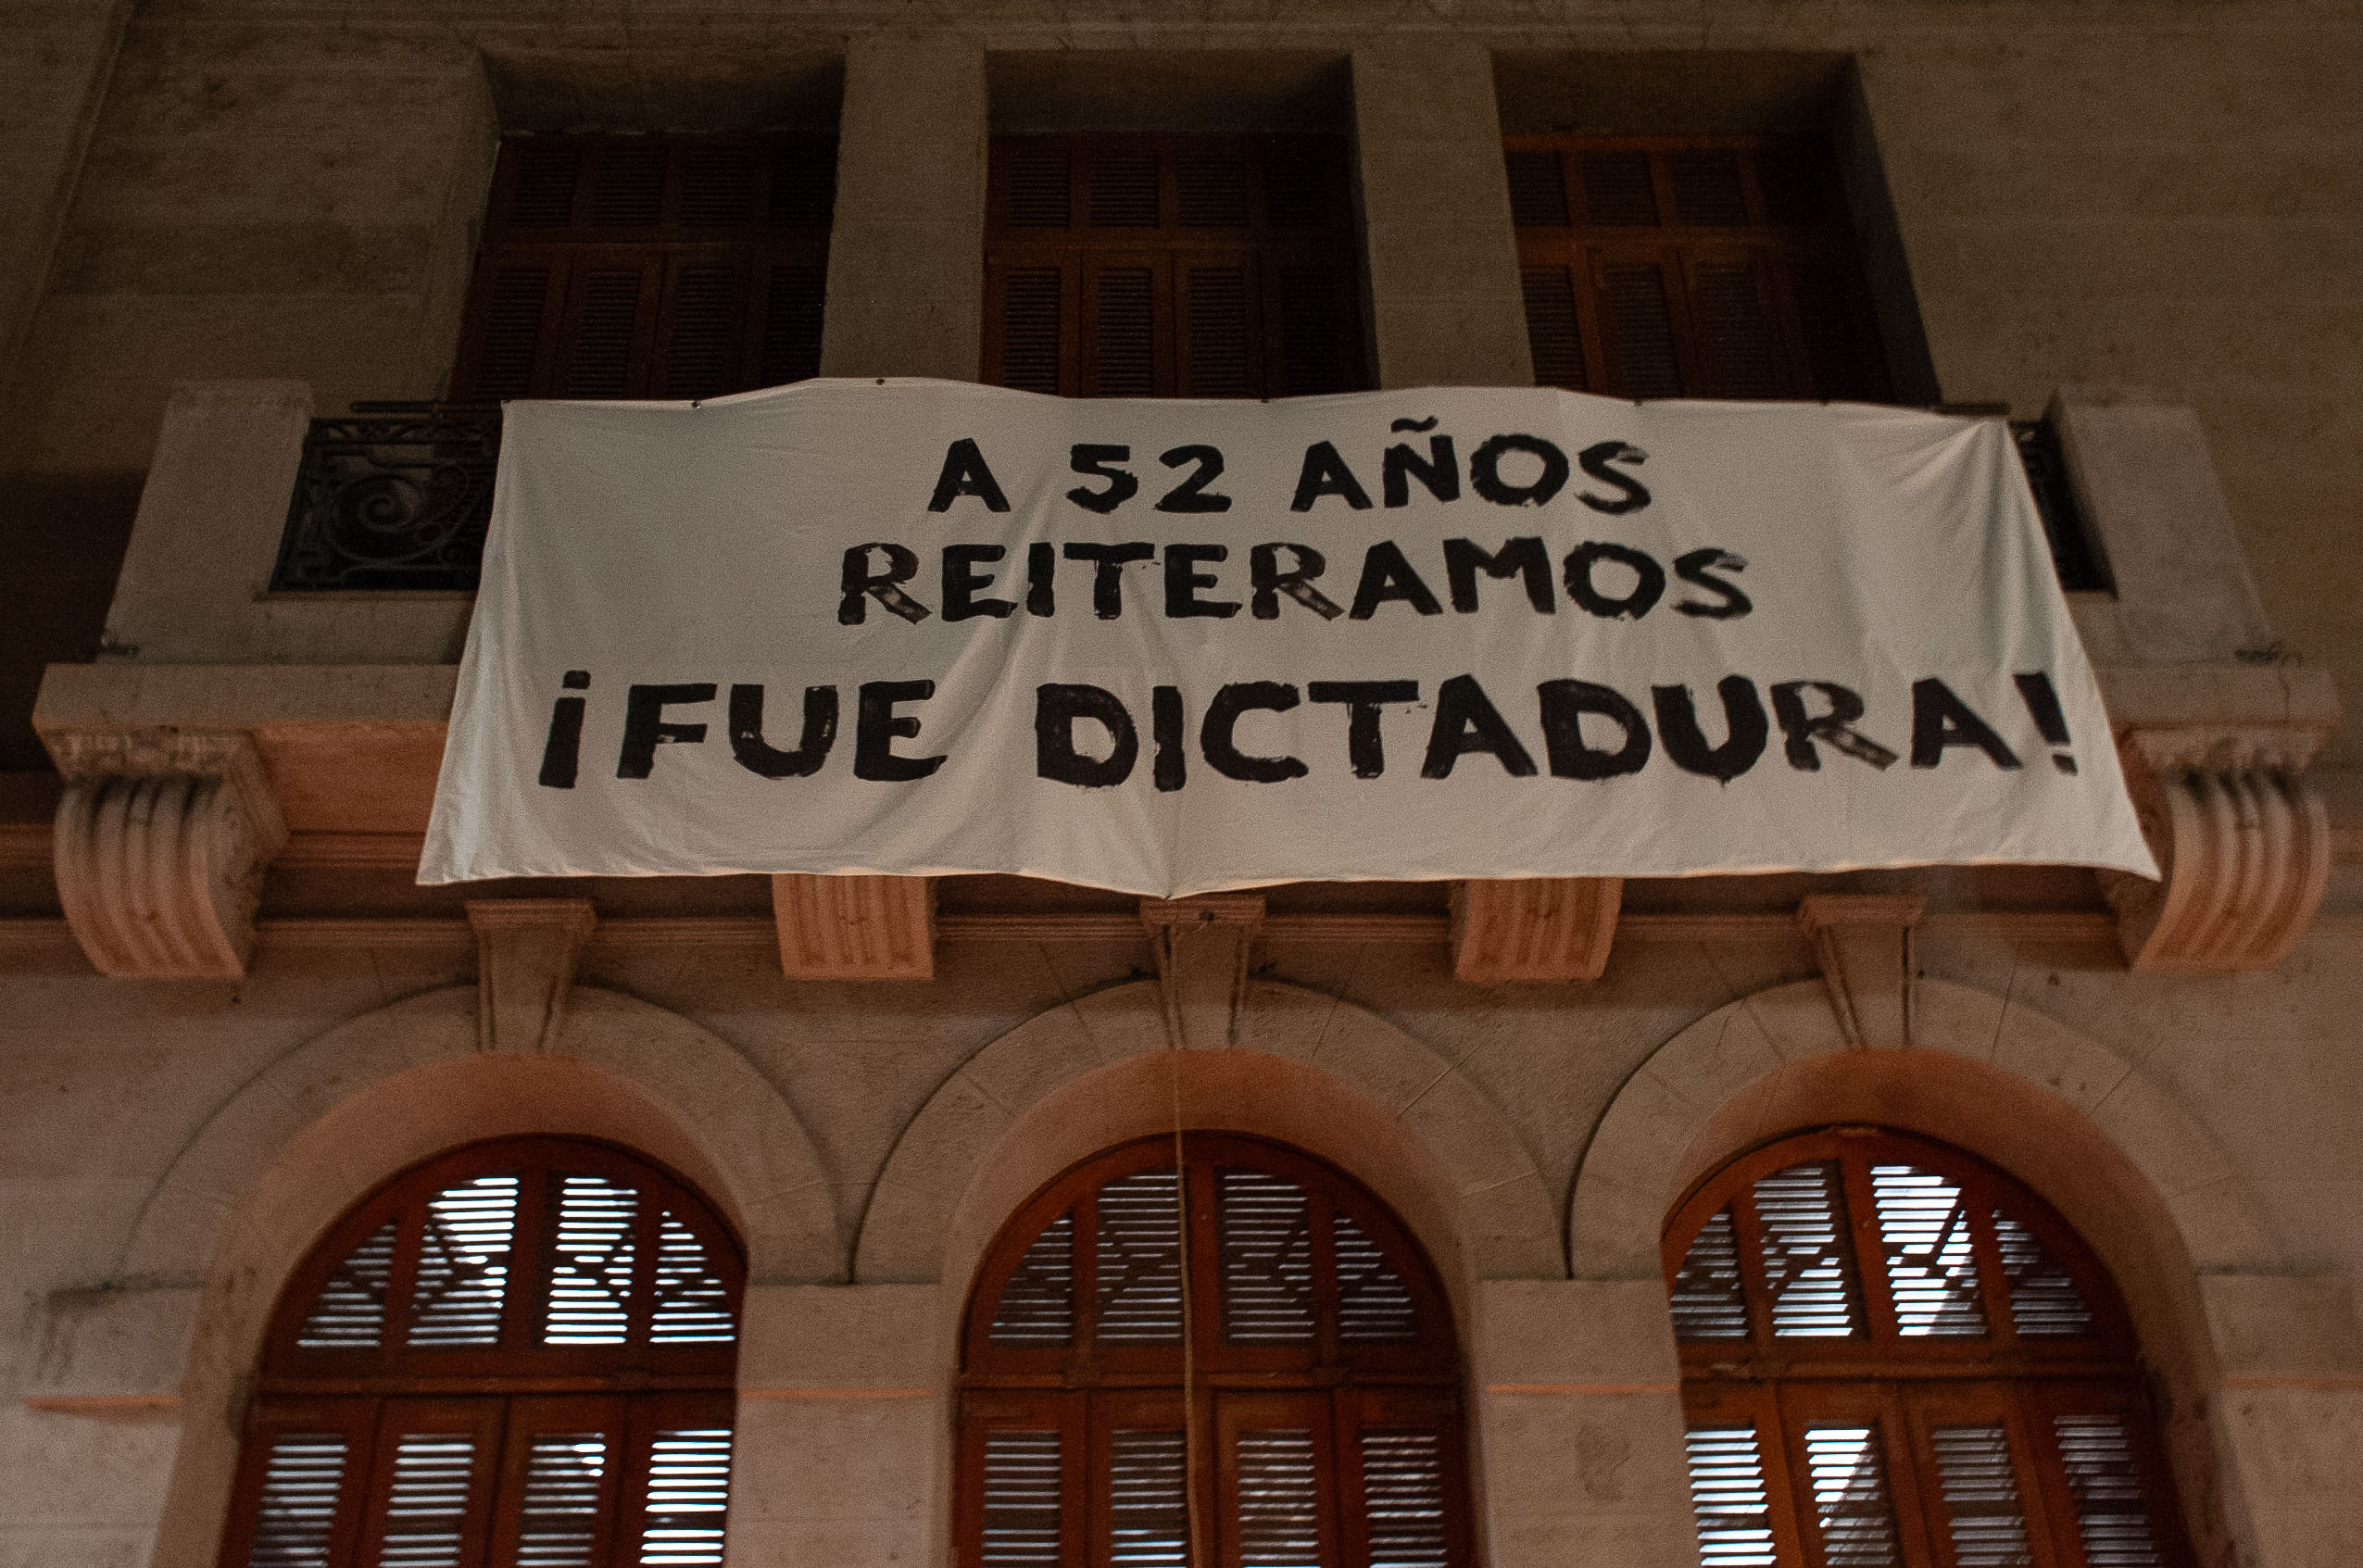 A 52 AÑOS
REITERAMOS
¡FUE DICTADURA!